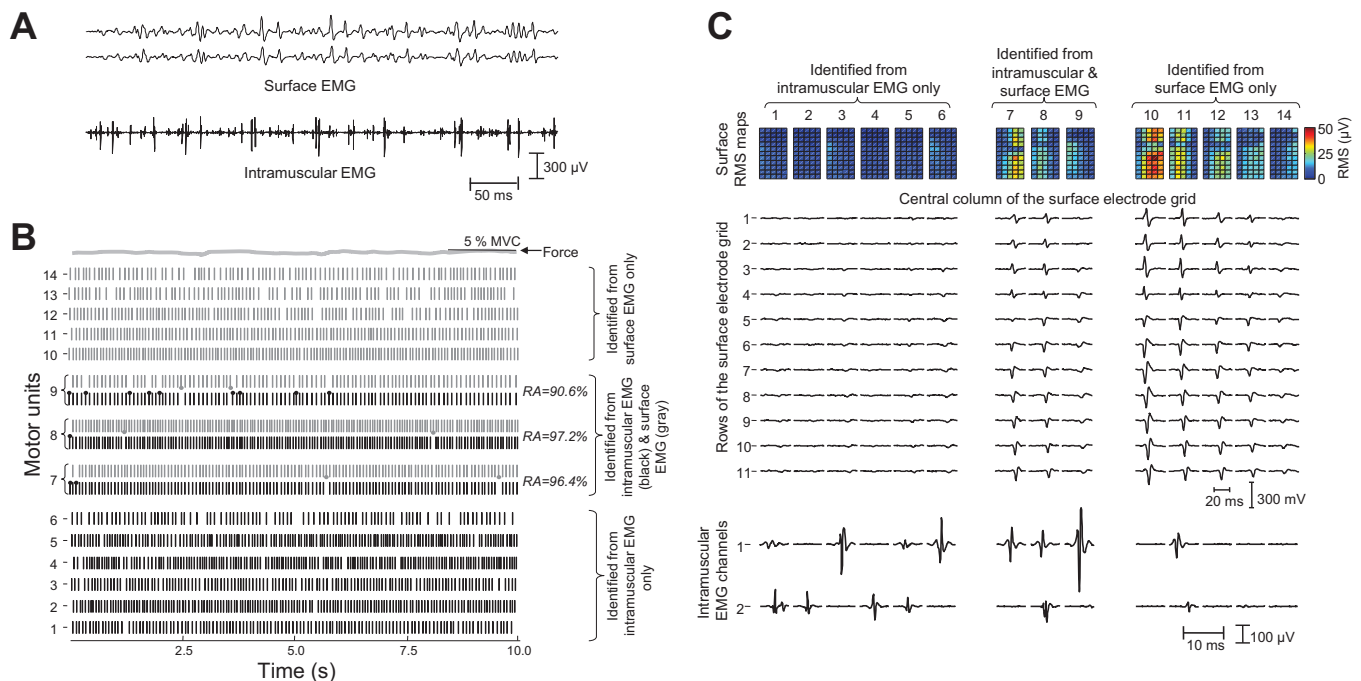 A
Surface EMG
Intramuscular EMG
300 µV
50 ms
B
5 % MVC
Force
14
13
12
11
10
9
8
7
6
5
4
3
2
1
Motor units
RA=90.6%
RA=97.2%
RA=96.4%
Identified from
surface EMG only
Identified from
intramuscular EMG
(black) & surface
EMG (gray)
Identified from
intramuscular EMG
only
2.5 5.0 7.5 10.0
Time (s)
C
Identified from
intramuscular EMG only
Identified from
intramuscular &
surface EMG
Identified from
surface EMG only
1 2 3 4 5 6 7 8 9 10 11 12 13 14
Surface
RMS maps
50
25
0
RMS (µV)
Central column of the surface electrode grid
Rows of the surface electrode grid
1
2
3
4
5
6
7
8
9
10
11
20 ms
300 mV
Intramuscular
EMG channels
1
2
10 ms
100 µV